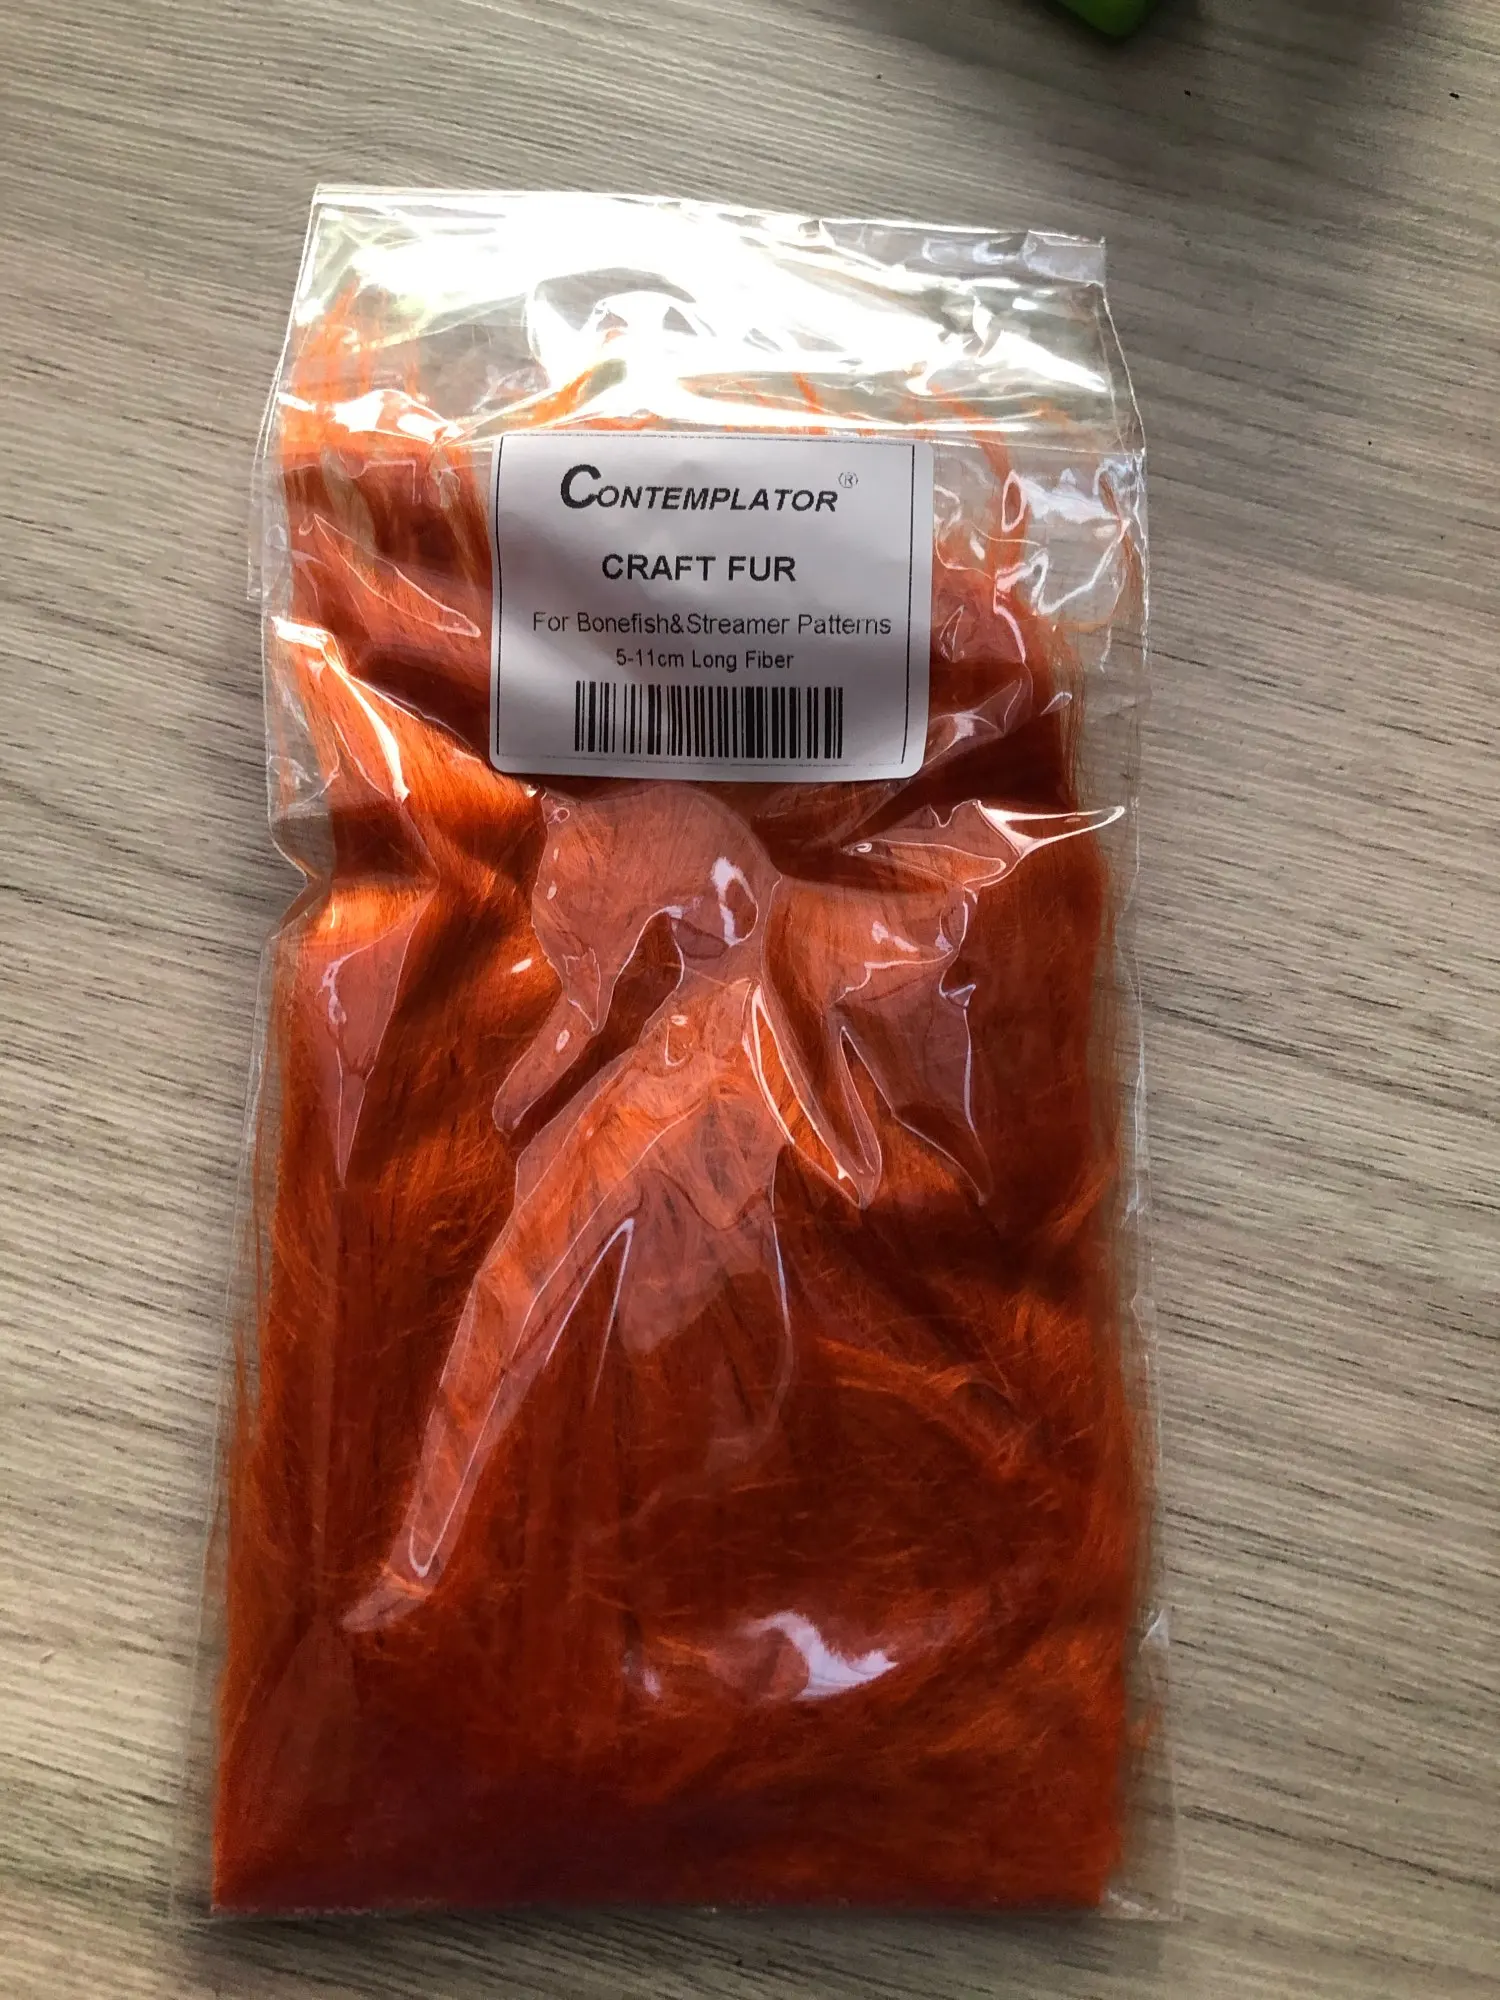 CONTEMPLATOR®
CRAFT FUR
For Bonefish&Streamer Patterns
5-11cm Long Fiber